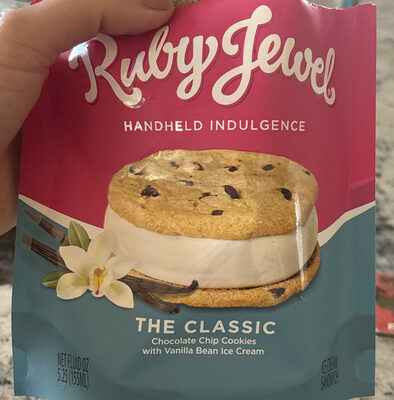 Ruby Jewel
HANDHELD INDULGENCE
THE CLASSIC
Chocolate Chip Cookies
with Vanilla Bean Ice Cream
NET FLUID OZ
5.25 (155ML)
ICE CREAM
SANDWICH